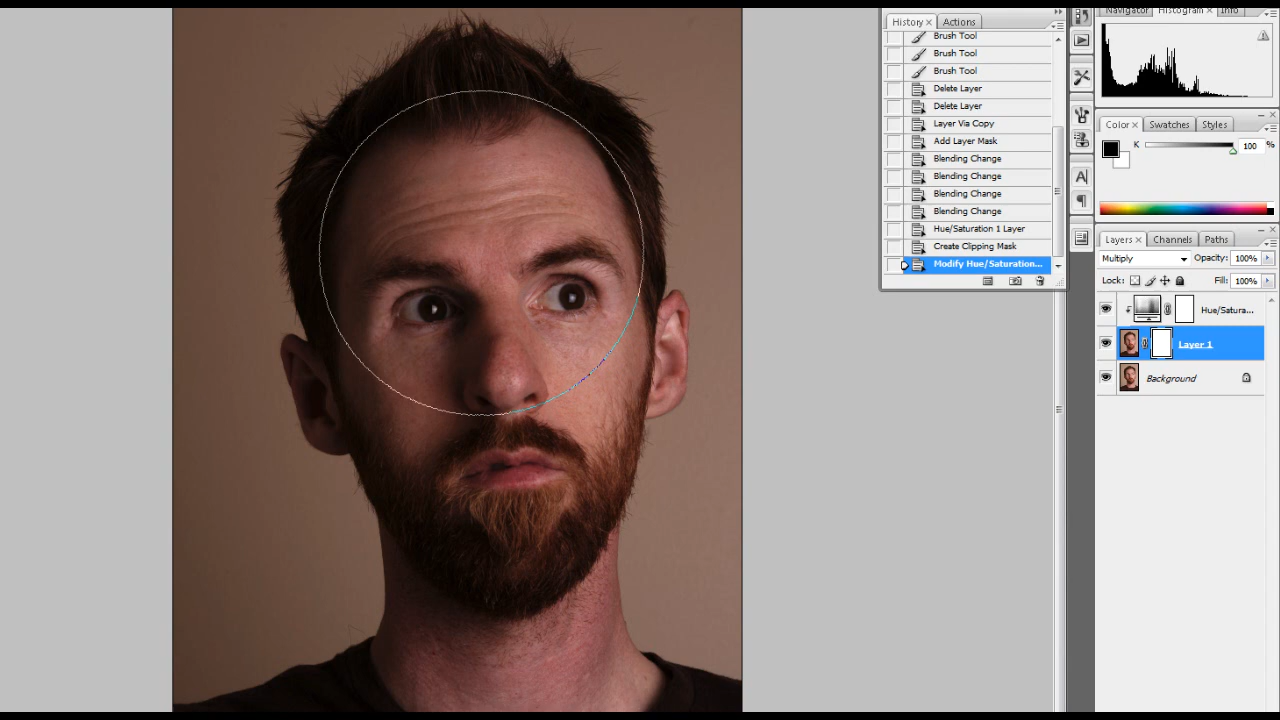 History × Actions
Brush Tool
Brush Tool
Brush Tool
Delete Layer
Delete Layer
Layer Via Copy
Add Layer Mask
Blending Change
Blending Change
Blending Change
Blending Change
Hue/Saturation 1 Layer
Create Clipping Mask
Modify Hue/Saturation...
A
¶
Navigator Histogram × Info
Color × Swatches Styles
K 100 %
Layers × Channels Paths
Multiply Opacity: 100%
Lock: Fill: 100%
Hue/Satura...
Layer 1
Background